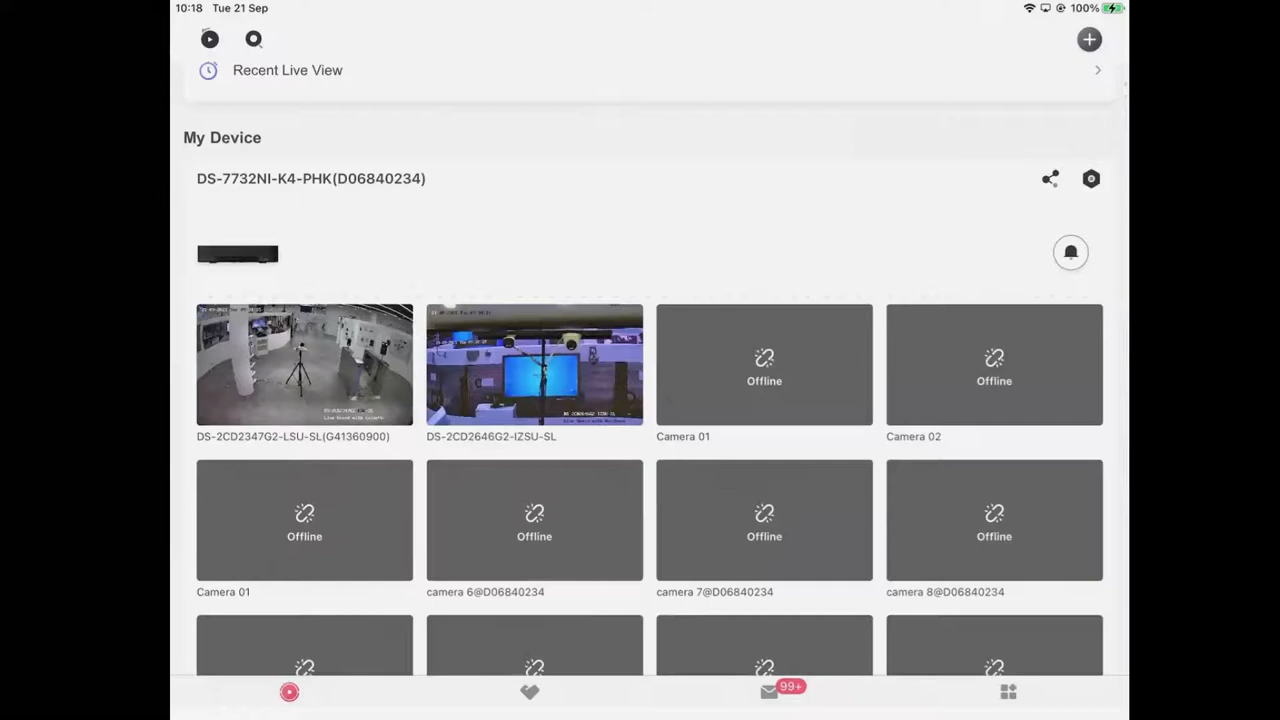 10:18 Tue 21 Sep 100%
Recent Live View
My Device
DS-7732NI-K4-PHK(D06840234)
DS-2CD2347G2-LSU-SL(G41360900)
DS-2CD2646G2-IZSU-SL
Offline
Camera 01
Offline
Camera 02
Offline
Camera 01
Offline
camera 6@D06840234
Offline
camera 7@D06840234
Offline
camera 8@D06840234
99+